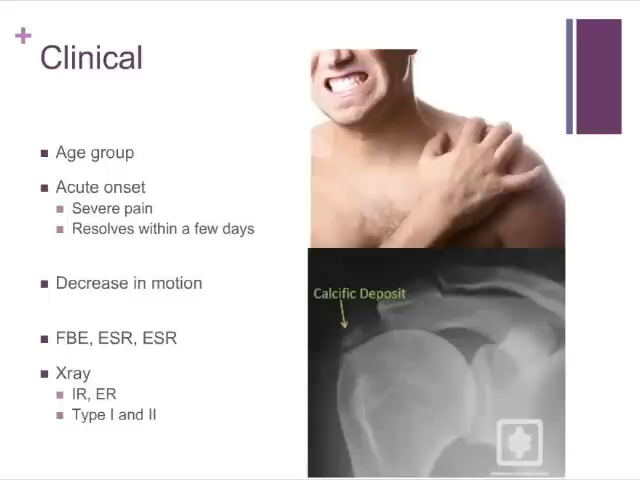 +
Clinical
Age group
Acute onset
Severe pain
Resolves within a few days
Decrease in motion
FBE, ESR, ESR
Xray
IR, ER
Type I and II
Calcific Deposit